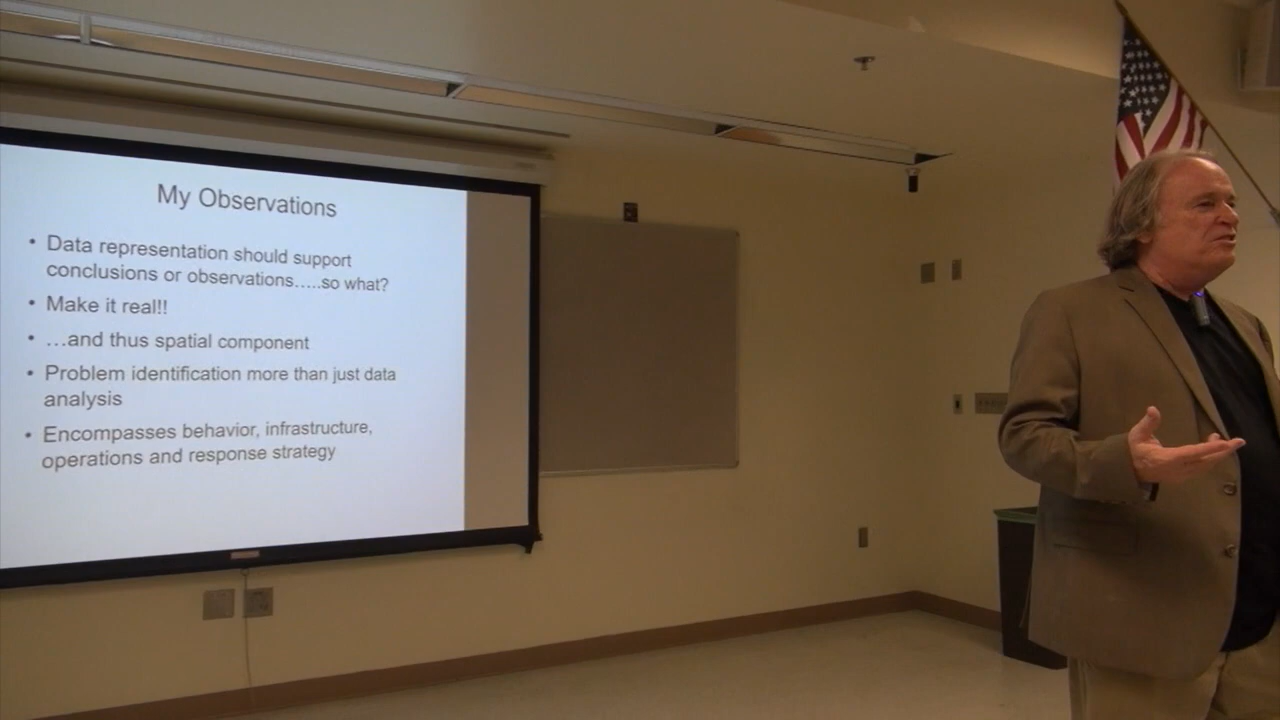 My Observations
• Data representation should support
conclusions or observations…..so what?
• Make it real!!
• …and thus spatial component
• Problem identification more than just data
analysis
• Encompasses behavior, infrastructure,
operations and response strategy